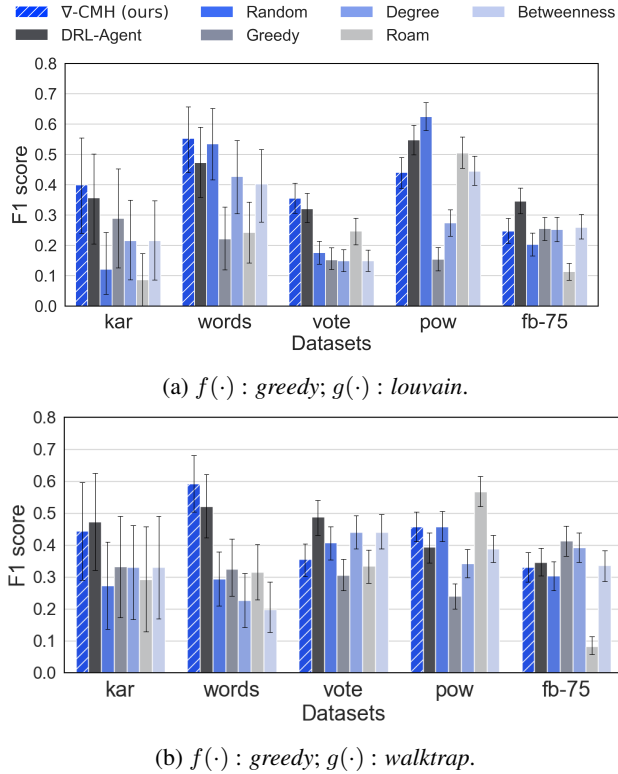 ∇-CMH (ours) Random Degree Betweenness
DRL-Agent Greedy Roam
0.8
0.7
0.6
0.5
0.4
0.3
0.2
0.1
0.0
F1 score
kar words vote pow fb-75
Datasets
(a) f(·) : greedy; g(·) : louvain.
0.8
0.7
0.6
0.5
0.4
0.3
0.2
0.1
0.0
F1 score
kar words vote pow fb-75
Datasets
(b) f(·) : greedy; g(·) : walktrap.